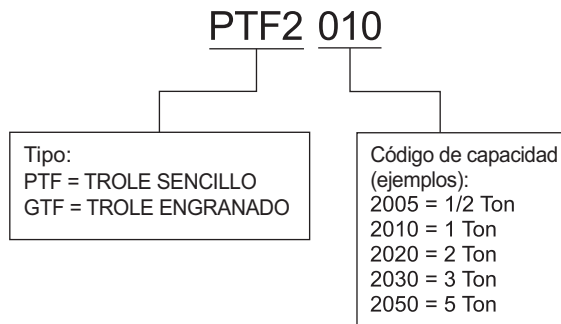 PTF2 010
Tipo:
PTF = TROLE SENCILLO
GTF = TROLE ENGRANADO
Código de capacidad
(ejemplos):
2005 = 1/2 Ton
2010 = 1 Ton
2020 = 2 Ton
2030 = 3 Ton
2050 = 5 Ton